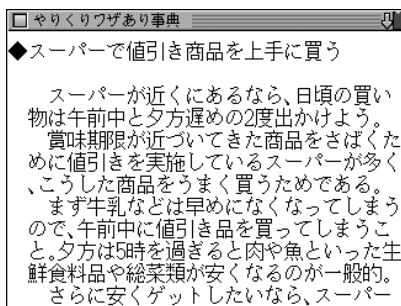 やりくりワザあり事典
◆スーパーで値引き商品を上手に買う
スーパーが近くにあるなら、日頃の買い
物は午前中と夕方遅めの2度出かけよう。
賞味期限が近づいてきた商品をさばくた
めに値引きを実施しているスーパーが多く
、こうした商品をうまく買うためである。
まず牛乳などは早めになくなってしまう
ので、午前中に値引き品を買ってしまうこ
と。夕方は5時を過ぎると肉や魚といった生
鮮食料品や総菜類が安くなるのが一般的。
さらに安くゲットしたいなら、スーパー